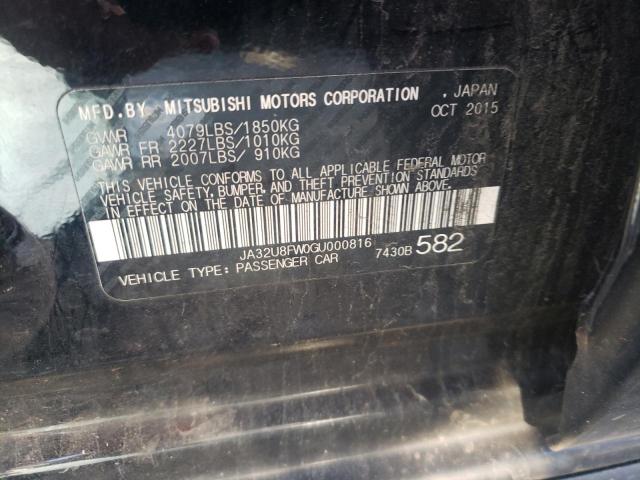 MFD.BY MITSUBISHI MOTORS CORPORATION . JAPAN
OCT 2015
GVWR 4079LBS/1850KG
GAWR FR 2227LBS/1010KG
GAWR RR 2007LBS/ 910KG
THIS VEHICLE CONFORMS TO ALL APPLICABLE FEDERAL MOTOR
VEHICLE SAFETY, BUMPER, AND THEFT PREVENTION STANDARDS
IN EFFECT ON THE DATE OF MANUFACTURE SHOWN ABOVE.
JA32U8FW0GU000816
VEHICLE TYPE: PASSENGER CAR 7430B 582